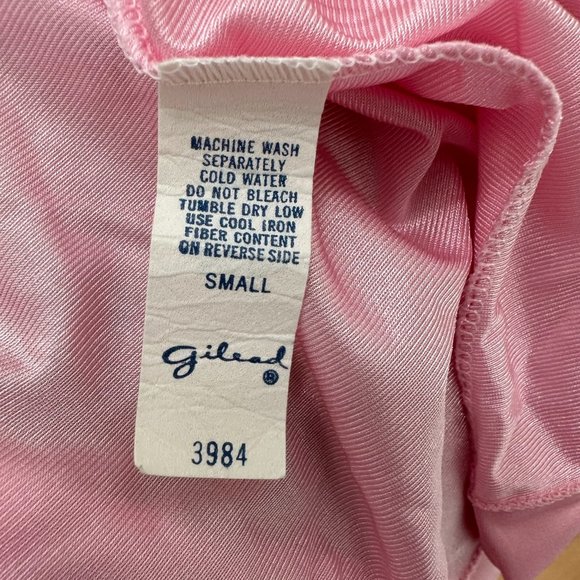 MACHINE WASH
SEPARATELY
COLD WATER
DO NOT BLEACH
TUMBLE DRY LOW
USE COOL IRON
FIBER CONTENT
ON REVERSE SIDE
SMALL
Gilead
®
3984